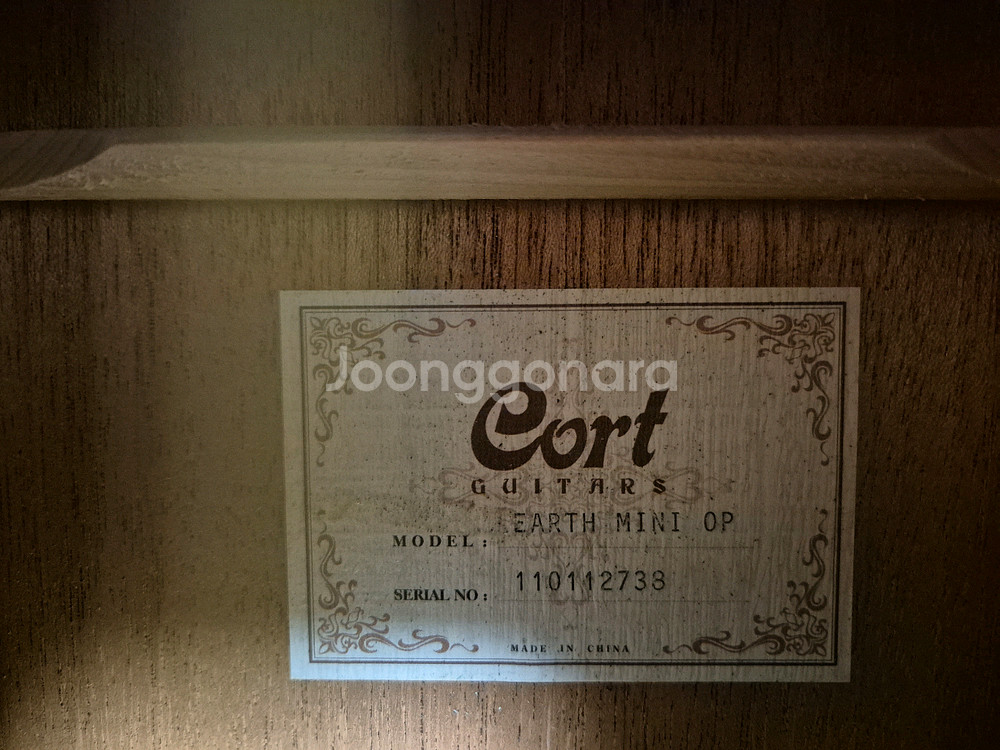 Joonggonara
Cort
GUITARS
MODEL : EARTH MINI OP
SERIAL NO : 110112738
MADE IN CHINA